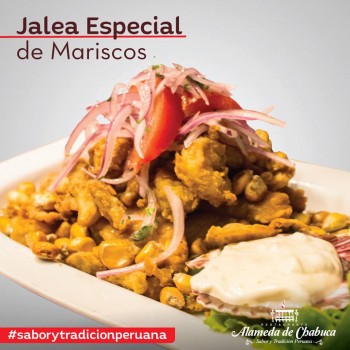 Jalea Especial
de Mariscos
#saborytradicionperuana
Alameda de Chabuca
Sabor y Tradición Peruana